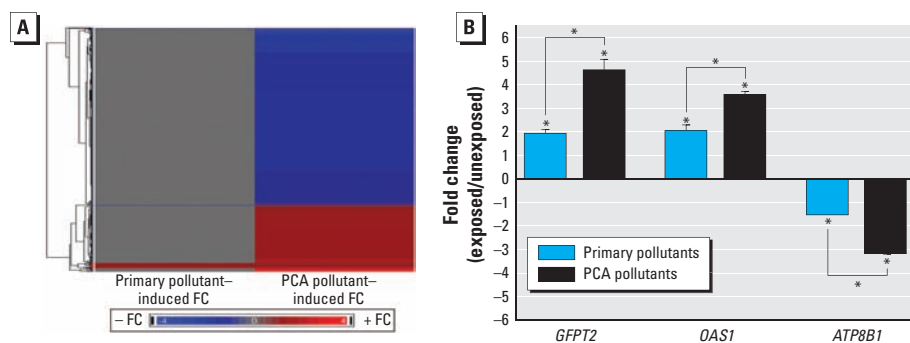 A
Primary pollutant–
induced FC
PCA pollutant–
induced FC
– FC
+ FC
B
Fold change
(exposed/unexposed)
6
5
4
3
2
1
0
–1
–2
–3
–4
–5
–6
*
*
*
*
*
*
*
*
*
Primary pollutants
PCA pollutants
GFPT2
OAS1
ATP8B1